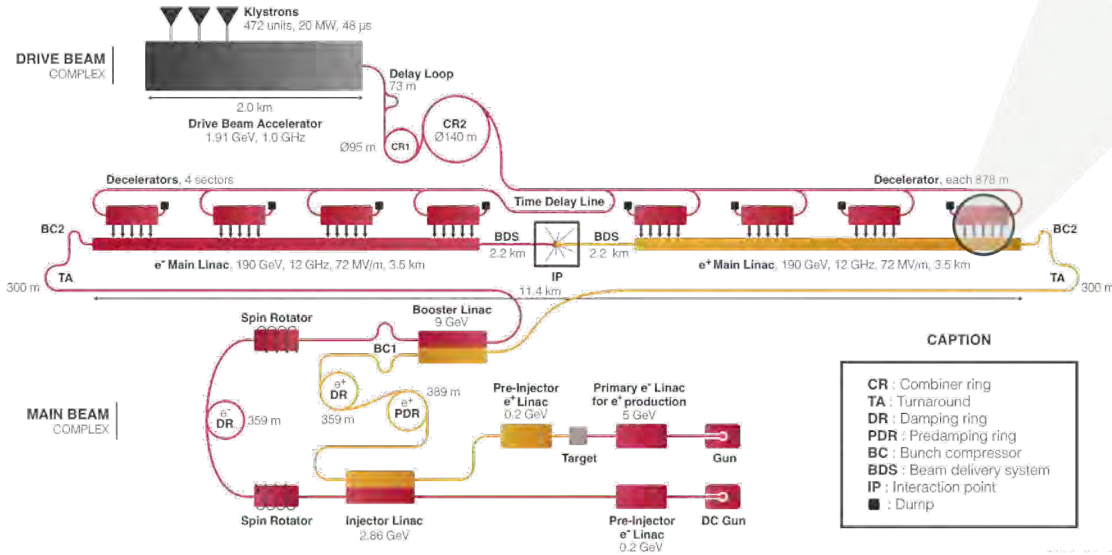 Klystrons
472 units, 20 MW, 48 µs
DRIVE BEAM
COMPLEX
Delay Loop
73 m
2.0 km
Drive Beam Accelerator
1.91 GeV, 1.0 GHz
CR2
Ø140 m
Ø95 m
CR1
Decelerators, 4 sectors
Time Delay Line
Decelerator, each 878 m
BC2
BDS
2.2 km
BDS
2.2 km
BC2
e⁻ Main Linac, 190 GeV, 12 GHz, 72 MV/m, 3.5 km
IP
e⁺ Main Linac, 190 GeV, 12 GHz, 72 MV/m, 3.5 km
TA
300 m
TA
300 m
11.4 km
Booster Linac
9 GeV
Spin Rotator
BC1
CAPTION
e⁺
DR
359 m
e⁺
PDR
389 m
Pre-Injector
e⁺ Linac
0.2 GeV
Primary e⁻ Linac
for e⁺ production
5 GeV
MAIN BEAM
COMPLEX
e⁻
DR
359 m
Target
Gun
Spin Rotator
Injector Linac
2.86 GeV
Pre-Injector
e⁻ Linac
0.2 GeV
DC Gun
CR : Combiner ring
TA : Turnaround
DR : Damping ring
PDR : Predamping ring
BC : Bunch compressor
BDS : Beam delivery system
IP : Interaction point
■ : Dump